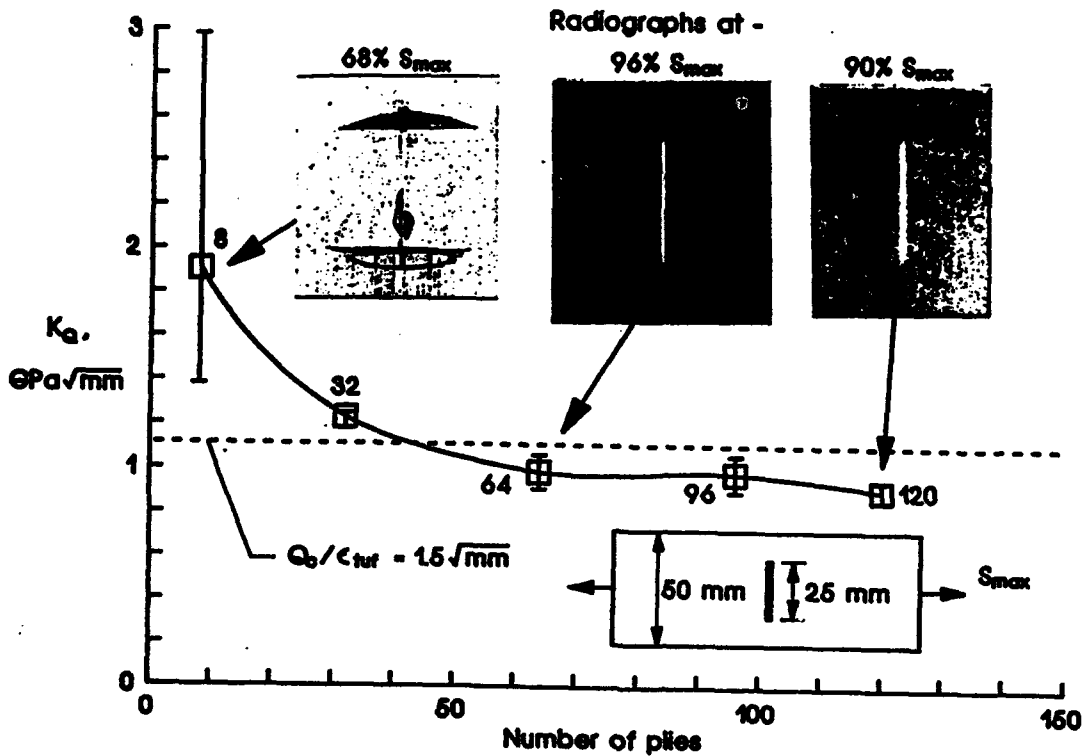 Radiographs at -
68% Smax
96% Smax
90% Smax
3
2
1
0
KQ,
GPa√mm
8
32
64
96
120
Qc/εtuf = 1.5√mm
50 mm
25 mm
Smax
0
50
100
150
Number of plies